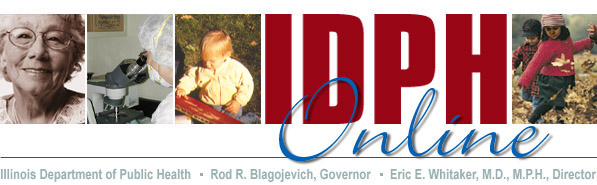 IDPH
Online
Illinois Department of Public Health ▪ Rod R. Blagojevich, Governor ▪ Eric E. Whitaker, M.D., M.P.H., Director